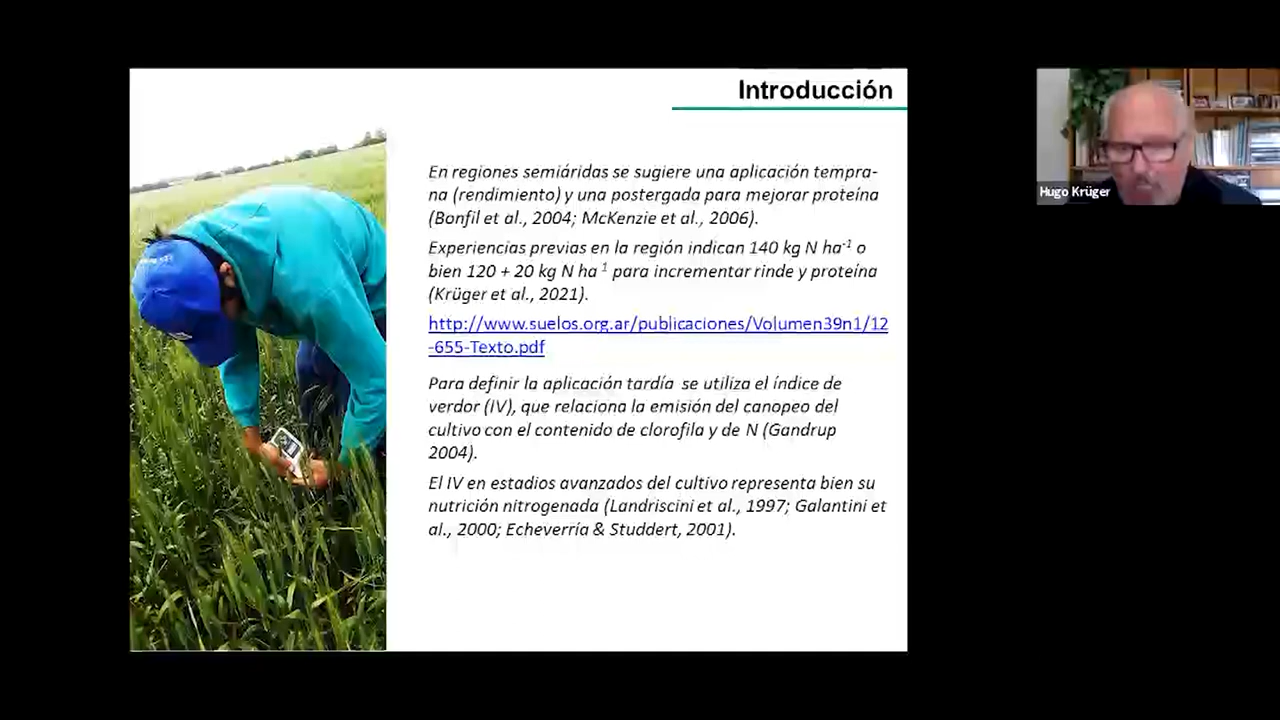 Introducción
En regiones semiáridas se sugiere una aplicación tempra-
na (rendimiento) y una postergada para mejorar proteína
(Bonfil et al., 2004; McKenzie et al., 2006).
Experiencias previas en la región indican 140 kg N ha-1 o
bien 120 + 20 kg N ha 1 para incrementar rinde y proteína
(Krüger et al., 2021).
http://www.suelos.org.ar/publicaciones/Volumen39n1/12
-655-Texto.pdf
Para definir la aplicación tardía se utiliza el índice de
verdor (IV), que relaciona la emisión del canopeo del
cultivo con el contenido de clorofila y de N (Gandrup
2004).
El IV en estadios avanzados del cultivo representa bien su
nutrición nitrogenada (Landriscini et al., 1997; Galantini et
al., 2000; Echeverría & Studdert, 2001).
Hugo Krüger